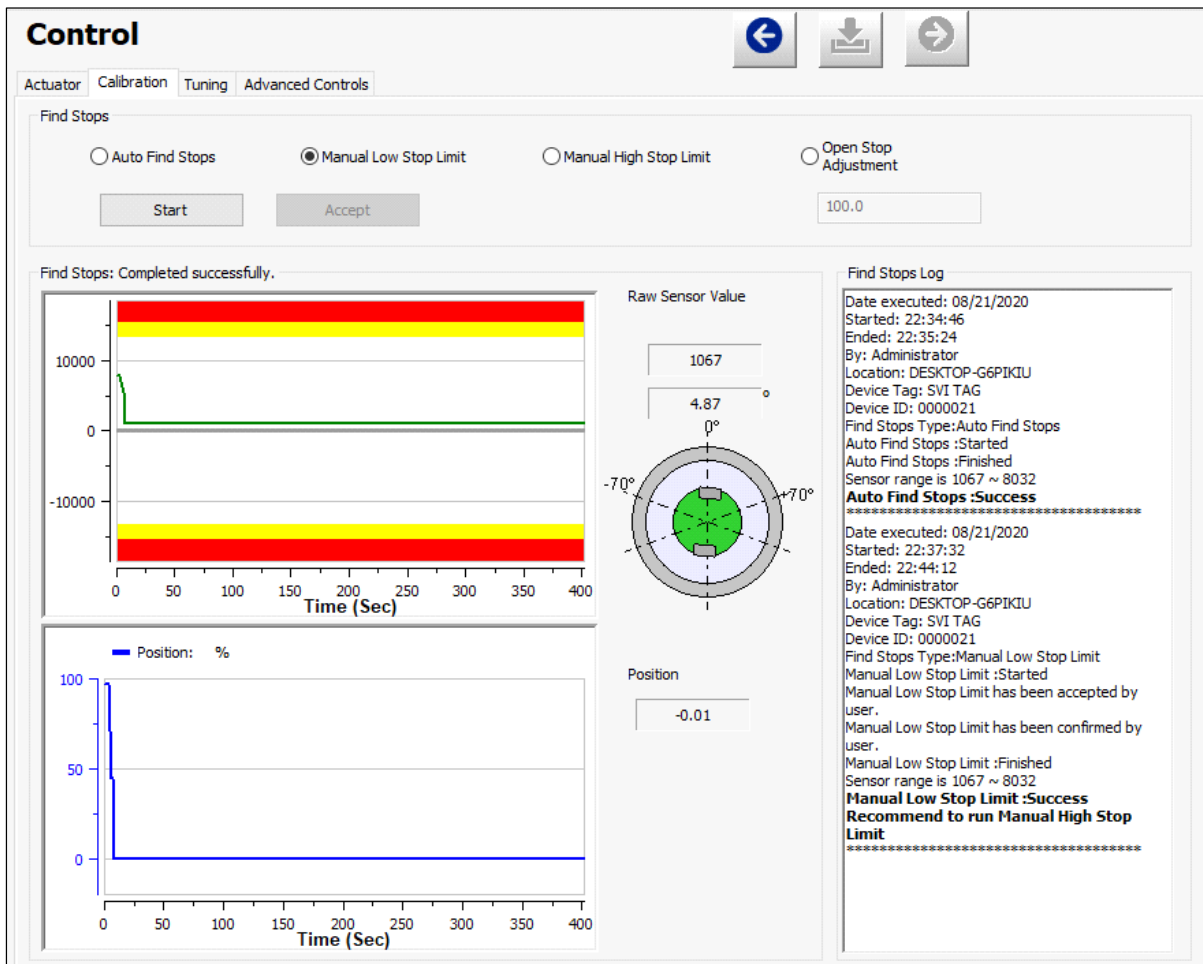 Control
Actuator Calibration Tuning Advanced Controls
Find Stops
Auto Find Stops
Manual Low Stop Limit
Manual High Stop Limit
Open Stop
Adjustment
Start
Accept
100.0
Find Stops: Completed successfully.
10000
0
-10000
0 50 100 150 200 250 300 350 400
Time (Sec)
Raw Sensor Value
1067
4.87 °
0°
-70°
+70°
Position: %
100
50
0
0 50 100 150 200 250 300 350 400
Time (Sec)
Position
-0.01
Find Stops Log
Date executed: 08/21/2020
Started: 22:34:46
Ended: 22:35:24
By: Administrator
Location: DESKTOP-G6PIKIU
Device Tag: SVI TAG
Device ID: 0000021
Find Stops Type:Auto Find Stops
Auto Find Stops :Started
Auto Find Stops :Finished
Sensor range is 1067 ~ 8032
Auto Find Stops :Success
************************************
Date executed: 08/21/2020
Started: 22:37:32
Ended: 22:44:12
By: Administrator
Location: DESKTOP-G6PIKIU
Device Tag: SVI TAG
Device ID: 0000021
Find Stops Type:Manual Low Stop Limit
Manual Low Stop Limit :Started
Manual Low Stop Limit has been accepted by
user.
Manual Low Stop Limit has been confirmed by
user.
Manual Low Stop Limit :Finished
Sensor range is 1067 ~ 8032
Manual Low Stop Limit :Success
Recommend to run Manual High Stop
Limit
************************************